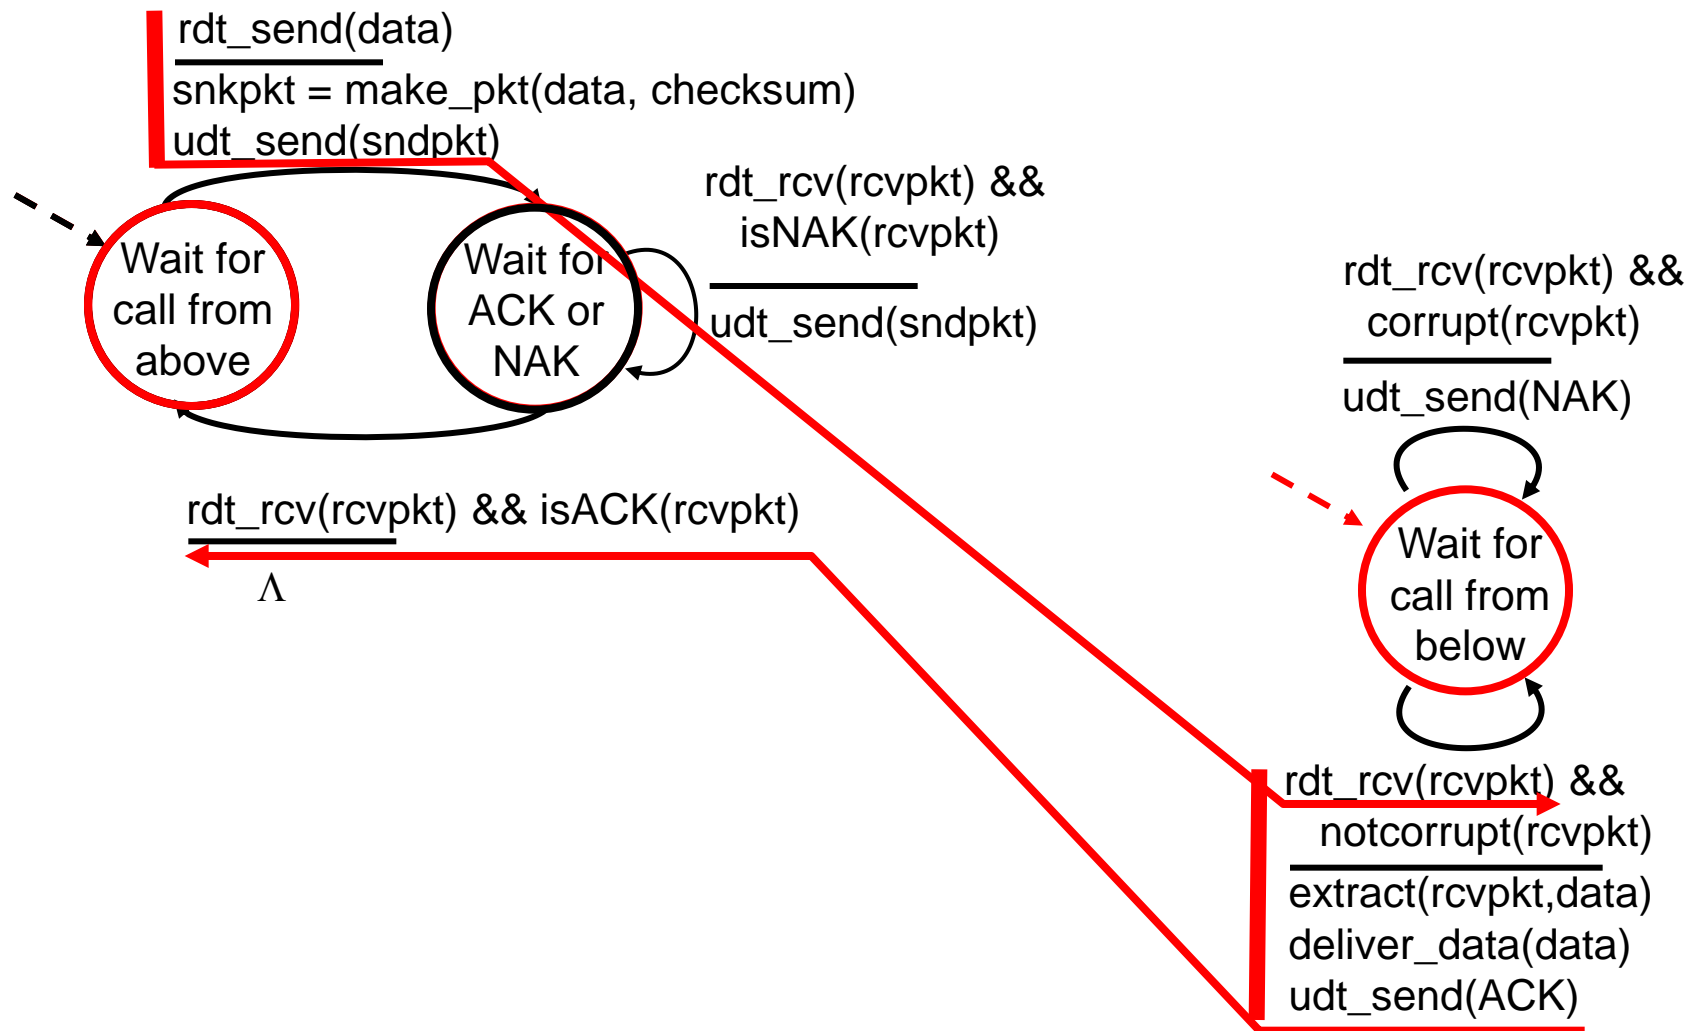 rdt_send(data)
snkpkt = make_pkt(data, checksum)
udt_send(sndpkt)
rdt_rcv(rcvpkt) &&
isNAK(rcvpkt)
udt_send(sndpkt)
Wait for
call from
above
Wait for
ACK or
NAK
rdt_rcv(rcvpkt) && isACK(rcvpkt)
Λ
rdt_rcv(rcvpkt) &&
corrupt(rcvpkt)
udt_send(NAK)
Wait for
call from
below
rdt_rcv(rcvpkt) &&
notcorrupt(rcvpkt)
extract(rcvpkt,data)
deliver_data(data)
udt_send(ACK)